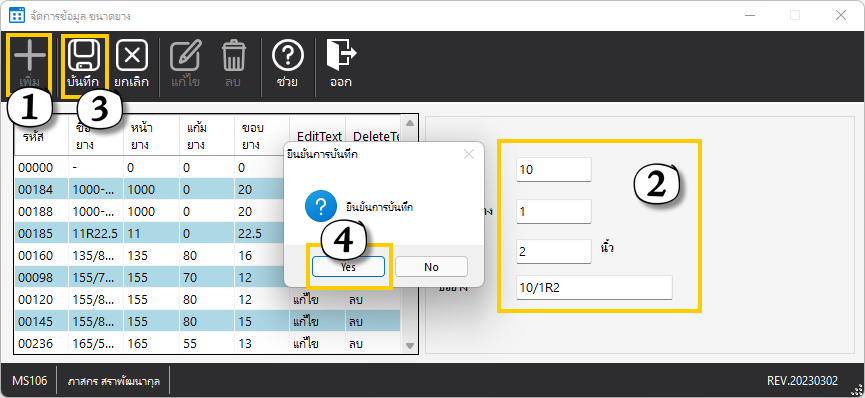 จัดการข้อมูล ขนาดยาง
เพิ่ม บันทึก ยกเลิก แก้ไข ลบ ช่วย ออก
1 3
รหัส ชื่อยาง หน้ายาง แก้มยาง ขอบยาง EditText DeleteTe
00000 - 0 0 0
00184 1000-... 1000 0 20
00188 1000-... 1000 0 20
00185 11R22.5 11 0 22.5
00160 135/8... 135 80 16
00098 155/7... 155 70 12
00120 155/8... 155 80 12 แก้ไข ลบ
00145 155/8... 155 80 15 แก้ไข ลบ
00236 165/5... 165 55 13 แก้ไข ลบ
ยืนยันการบันทึก
ยืนยันการบันทึก
4
Yes No
2
10
1
2 นิ้ว
10/1R2
MS106 ภาสกร สราพัฒนากุล REV.20230302